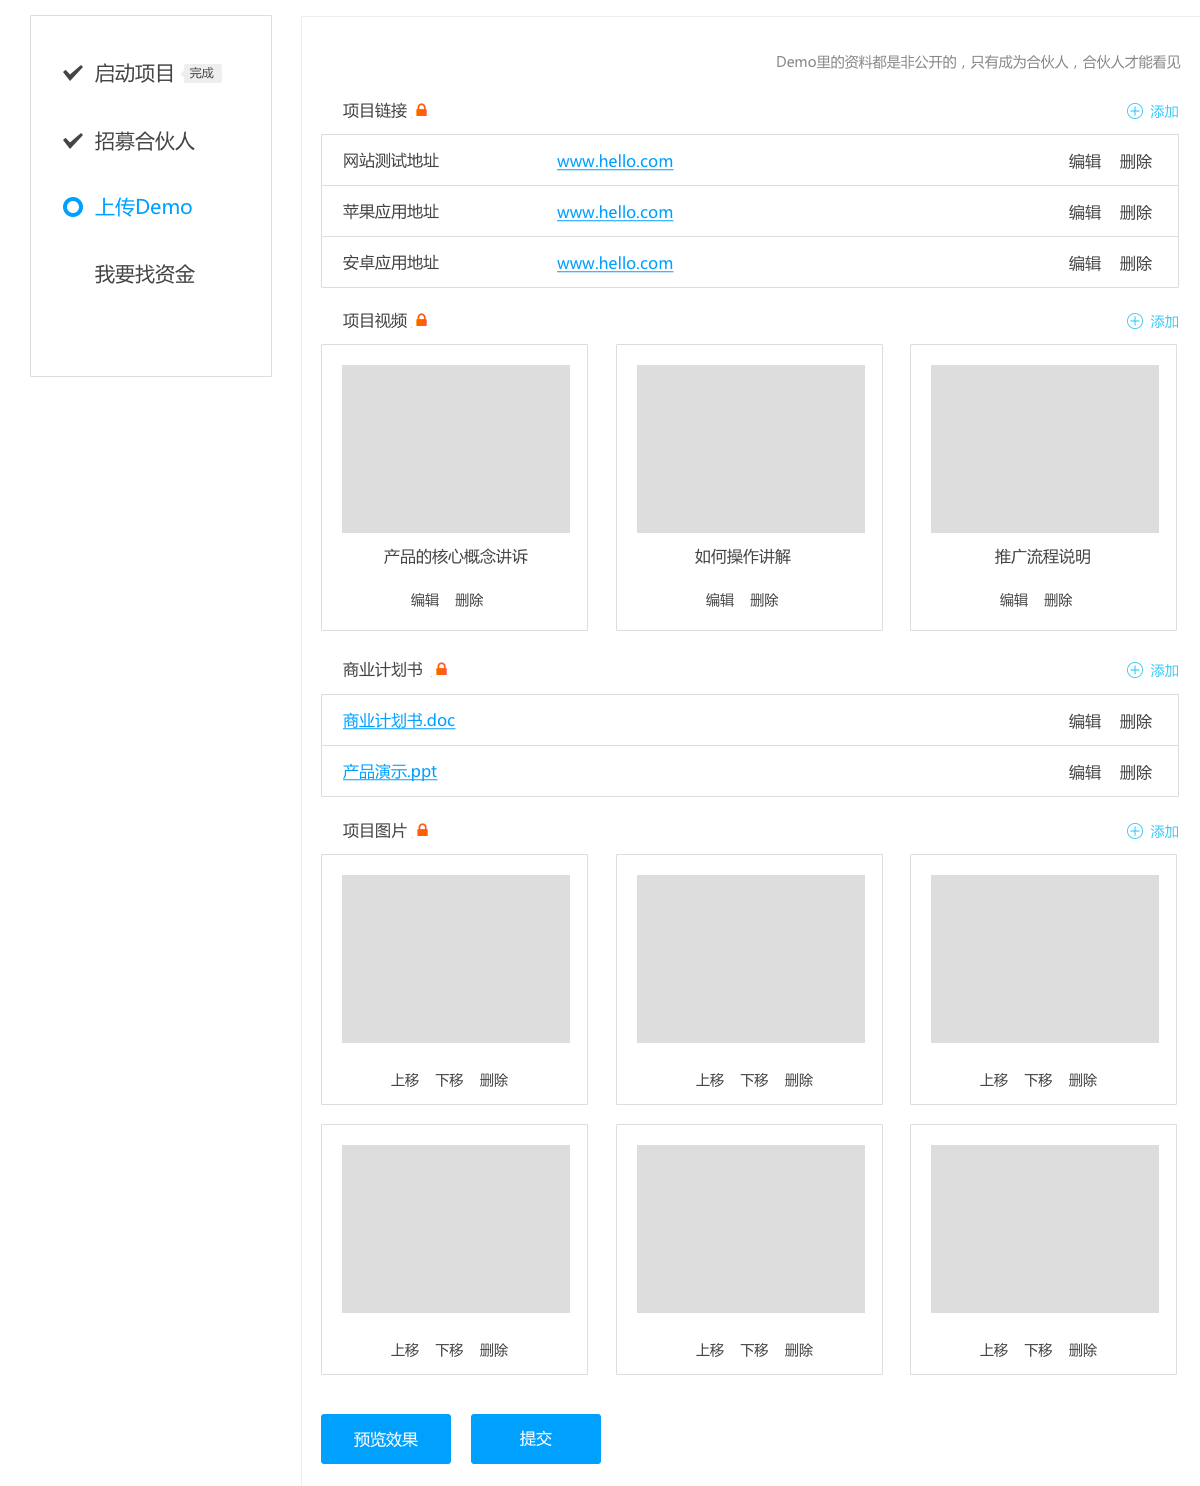 启动项目 完成
招募合伙人
上传Demo
我要找资金
Demo里的资料都是非公开的，只有成为合伙人，合伙人才能看见
项目链接 添加
网站测试地址 www.hello.com 编辑 删除
苹果应用地址 www.hello.com 编辑 删除
安卓应用地址 www.hello.com 编辑 删除
项目视频 添加
产品的核心概念讲诉 如何操作讲解 推广流程说明
编辑 删除 编辑 删除 编辑 删除
商业计划书 添加
商业计划书.doc 编辑 删除
产品演示.ppt 编辑 删除
项目图片 添加
上移 下移 删除 上移 下移 删除 上移 下移 删除
上移 下移 删除 上移 下移 删除 上移 下移 删除
预览效果 提交